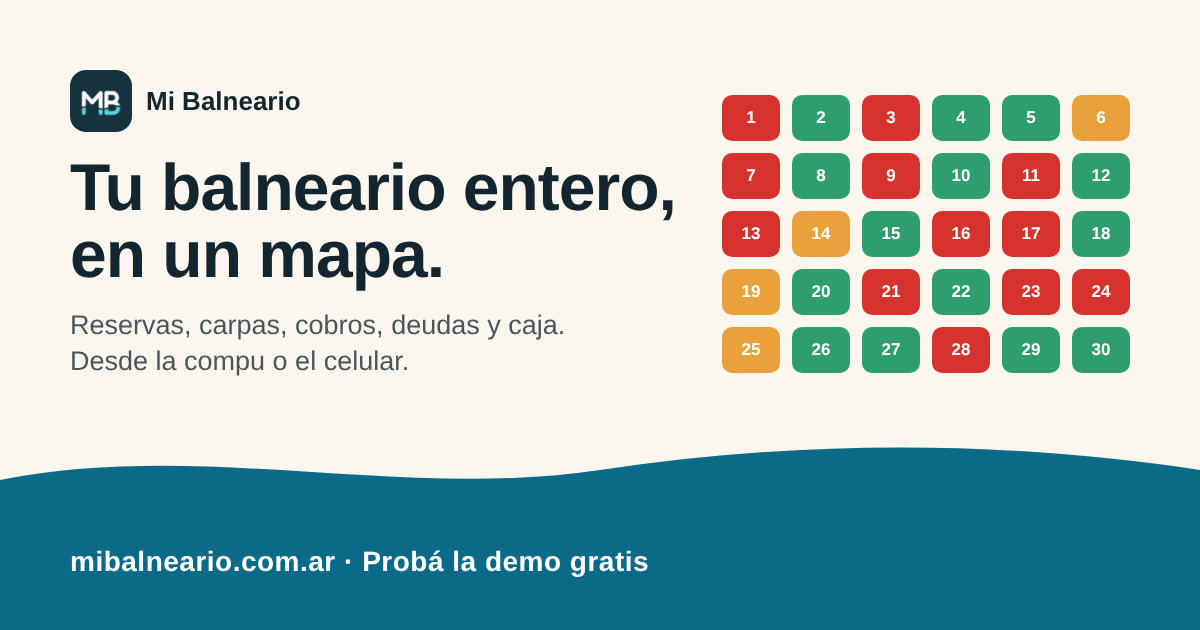 MB
Mi Balneario
Tu balneario entero,
en un mapa.
Reservas, carpas, cobros, deudas y caja.
Desde la compu o el celular.
1 2 3 4 5 6
7 8 9 10 11 12
13 14 15 16 17 18
19 20 21 22 23 24
25 26 27 28 29 30
mibalneario.com.ar · Probá la demo gratis